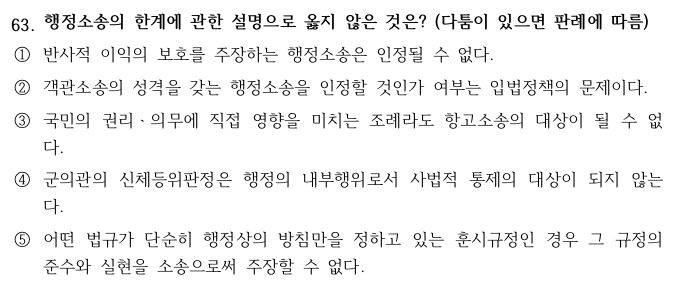 63. 행정소송의 한계에 관한 설명으로 옳지 않은 것은? (다툼이 있으면 판례에 따름)
① 반사적 이익의 보호를 주장하는 행정소송은 인정될 수 없다.
② 객관소송의 성격을 갖는 행정소송을 인정할 것인가 여부는 입법정책의 문제이다.
③ 국민의 권리ㆍ의무에 직접 영향을 미치는 조례라도 항고소송의 대상이 될 수 없
다.
④ 군의관의 신체등위판정은 행정의 내부행위로서 사법적 통제의 대상이 되지 않는
다.
⑤ 어떤 법규가 단순히 행정상의 방침만을 정하고 있는 훈시규정인 경우 그 규정의
준수와 실현을 소송으로써 주장할 수 없다.